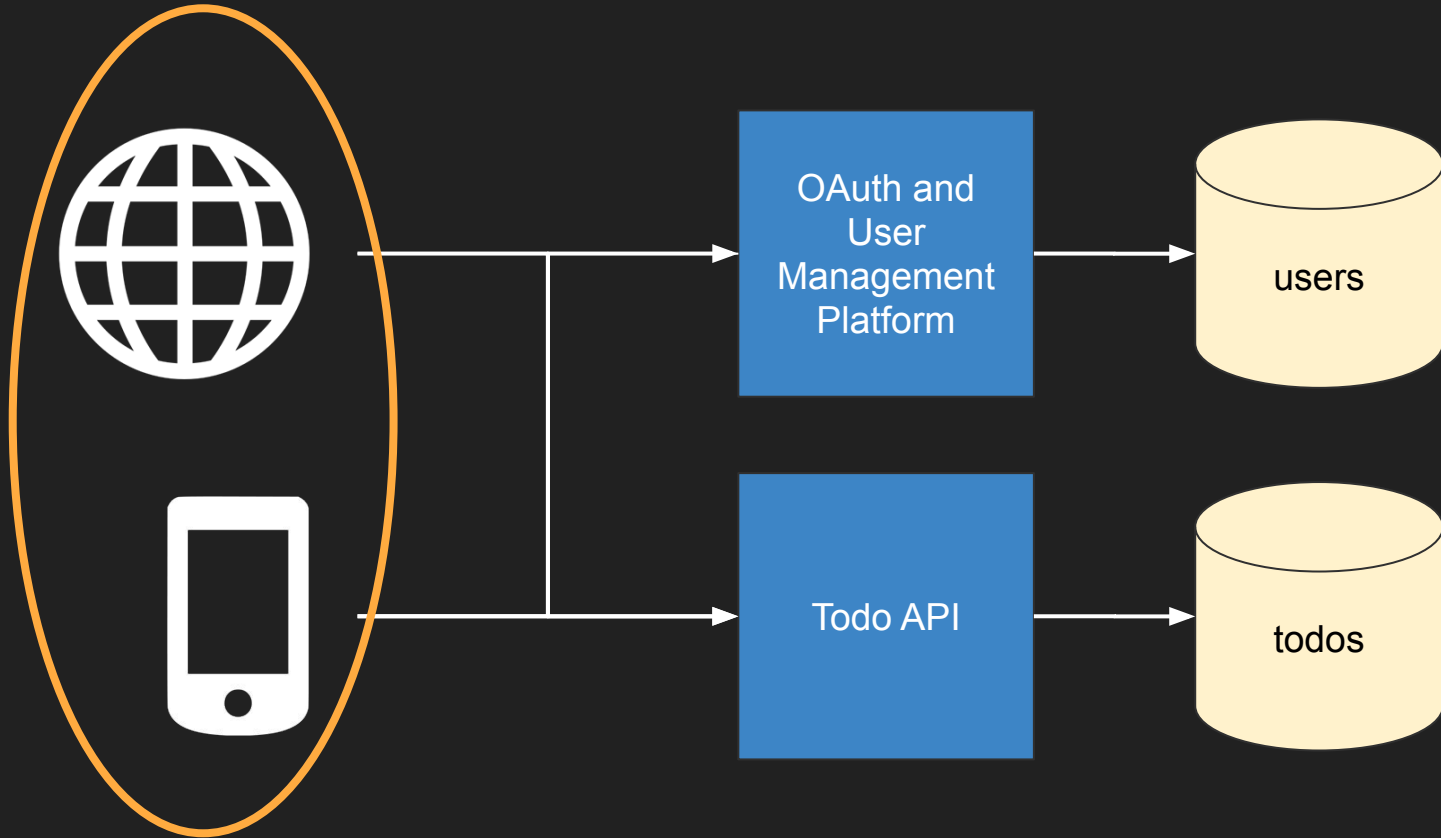 OAuth and
User
Management
Platform
users
Todo API
todos